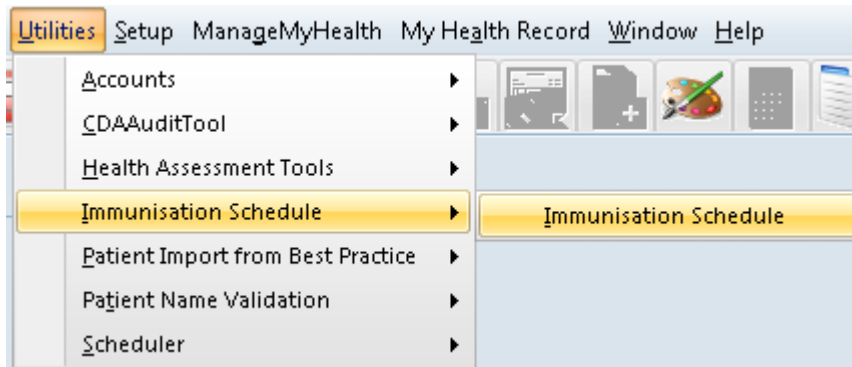 Utilities Setup ManageMyHealth My Health Record Window Help
Accounts
CDAAuditTool
Health Assessment Tools
Immunisation Schedule Immunisation Schedule
Patient Import from Best Practice
Patient Name Validation
Scheduler